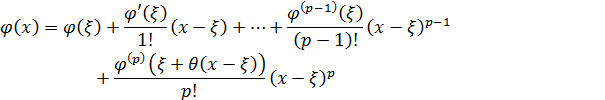 φ(x) = φ(ξ) + φ′(ξ)/1! (x − ξ) + ⋯ + φ^(p−1)(ξ)/(p − 1)! (x − ξ)^p−1
+ φ^(p)(ξ + θ(x − ξ))/p! (x − ξ)^p